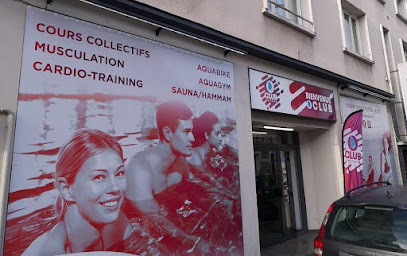 COURS COLLECTIFS
MUSCULATION
CARDIO-TRAINING
AQUABIKE
AQUAGYM
SAUNA/HAMMAM
BIENVENUE
O CLUB
CLUB